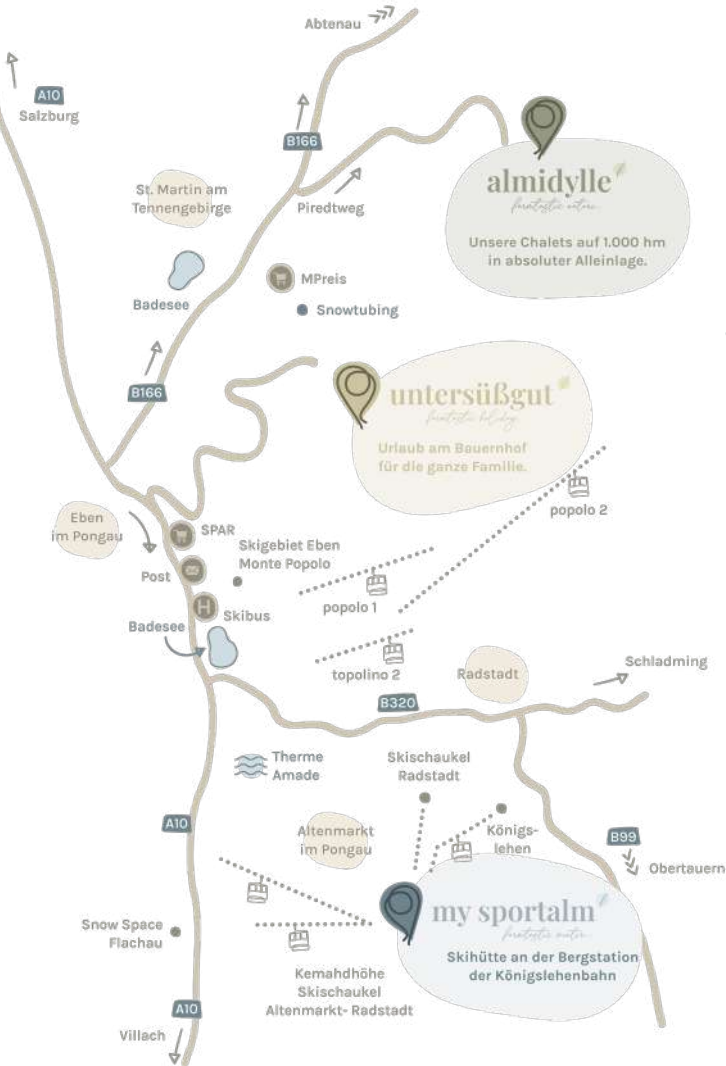 Abtenau
A10
Salzburg
B166
almidylle
Unsere Chalets auf 1.000 hm
in absoluter Alleinlage.
St. Martin am
Tennengebirge
Piredtweg
Badesee
MPreis
Snowtubing
B166
untersüßgut
Urlaub am Bauernhof
für die ganze Familie.
popolo 2
Eben
im Pongau
SPAR
Skigebiet Eben
Monte Popolo
Post
popolo 1
H
Skibus
Badesee
topolino 2
Radstadt
Schladming
B320
Therme
Amade
Skischaukel
Radstadt
A10
Altenmarkt
im Pongau
Königs-
lehen
B99
Obertauern
my sportalm
Skihütte an der Bergstation
der Königslehenbahn
Snow Space
Flachau
Kemahdhöhe
Skischaukel
Altenmarkt- Radstadt
A10
Villach